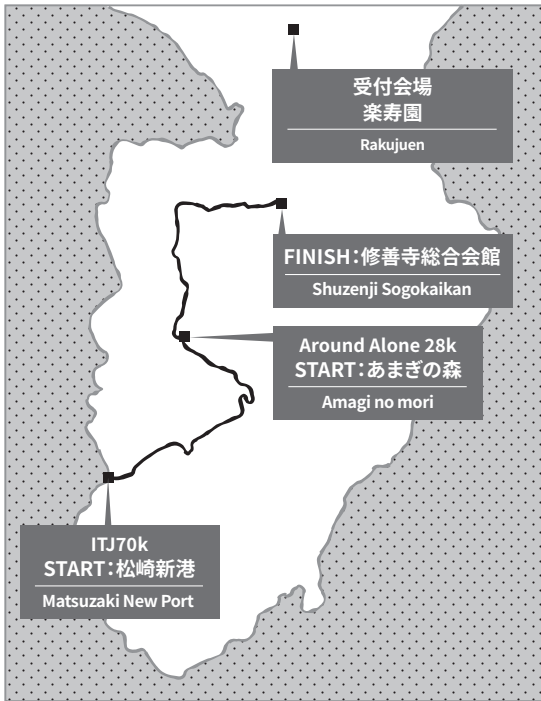 受付会場
楽寿園
Rakujuen
FINISH：修善寺総合会館
Shuzenji Sogokaikan
Around Alone 28k
START：あまぎの森
Amagi no mori
ITJ70k
START：松崎新港
Matsuzaki New Port